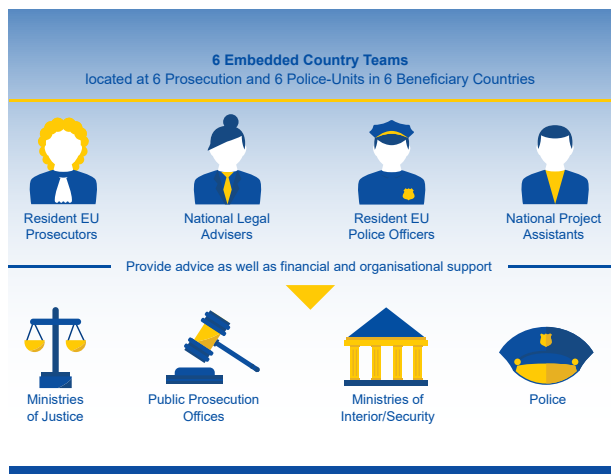 6 Embedded Country Teams
located at 6 Prosecution and 6 Police-Units in 6 Beneficiary Countries
Resident EU
Prosecutors
National Legal
Advisers
Resident EU
Police Officers
National Project
Assistants
Provide advice as well as financial and organisational support
Ministries
of Justice
Public Prosecution
Offices
Ministries of
Interior/Security
Police